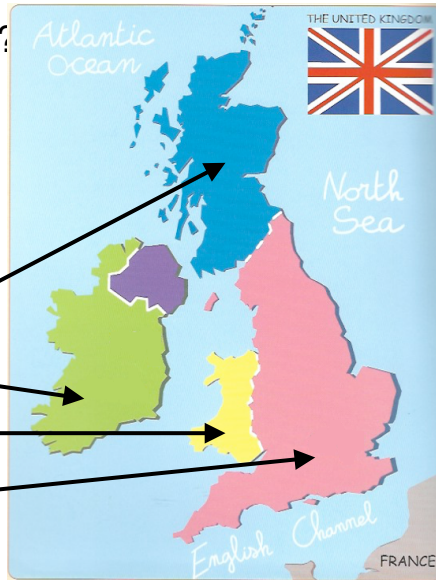 ?
THE UNITED KINGDOM
Atlantic
Ocean
North
Sea
English Channel
FRANCE